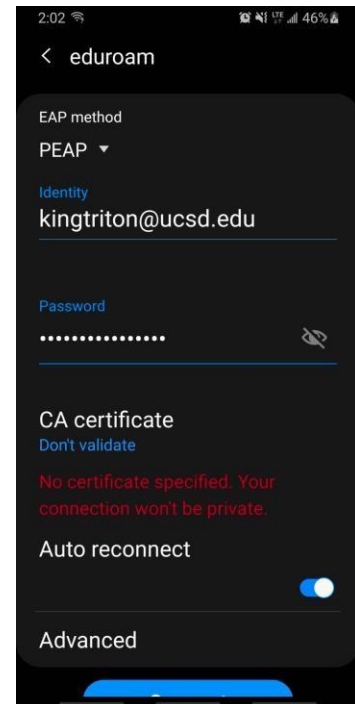 2:02 LTE 46%
eduroam
EAP method
PEAP
Identity
kingtriton@ucsd.edu
Password
••••••••••••••••
CA certificate
Don't validate
No certificate specified. Your
connection won't be private.
Auto reconnect
Advanced